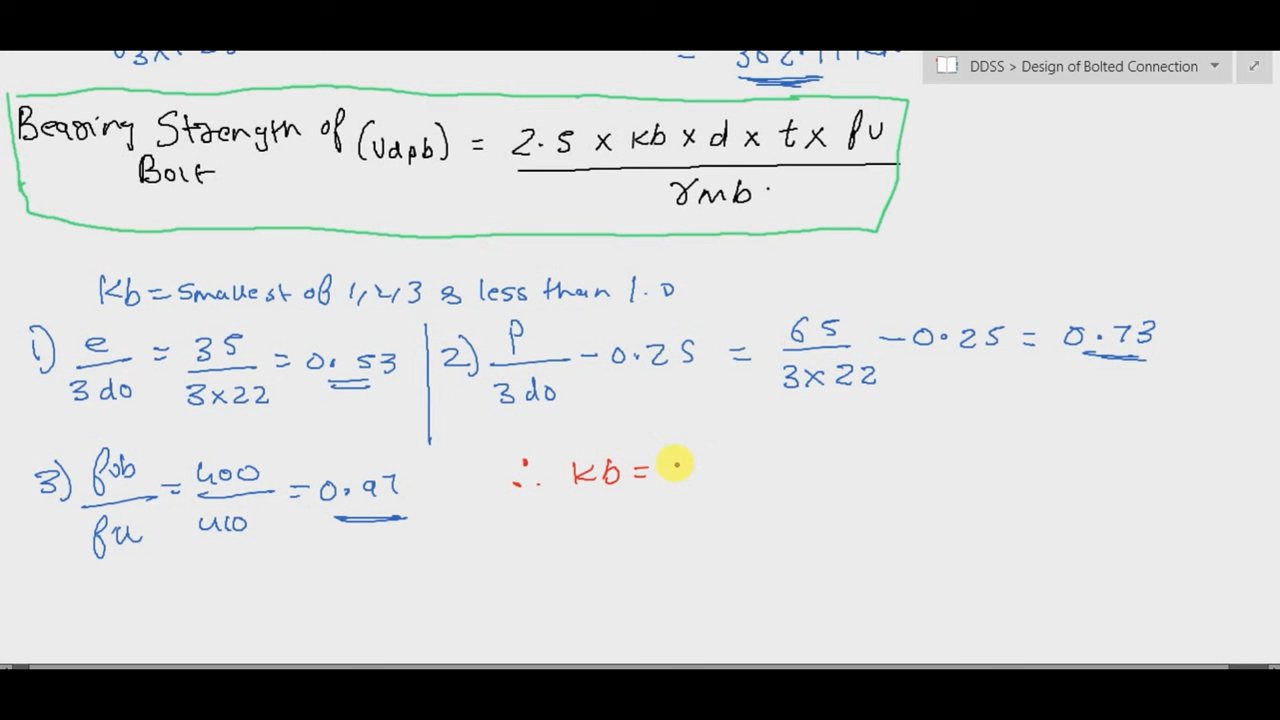 DDSS > Design of Bolted Connection
Bearing Strength of (Vdpb) = 2.5 x kb x d x t x fu
Bolt
γmb.
Kb = smallest of 1,2,3 & less than 1.0
1) e / 3do = 35 / 3x22 = 0.53
2) P / 3do - 0.25 = 65 / 3x22 - 0.25 = 0.73
3) fub / fu = 400 / 410 = 0.97
∴ Kb =